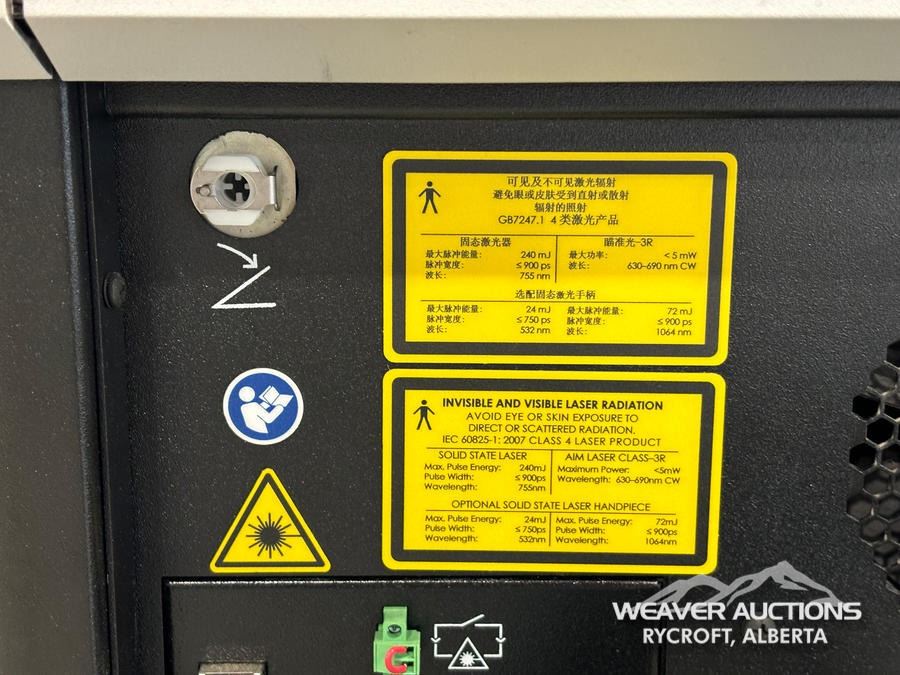 可见及不可见激光辐射
避免眼或皮肤受到直射或散射
辐射的照射
GB7247.1 4 类激光产品
固态激光器
最大脉冲能量: 240 mJ
脉冲宽度: ≤ 900 ps
波长: 755 nm
瞄准光-3R
最大功率: < 5 mW
波长: 630-690 nm CW
选配固态激光手柄
最大脉冲能量: 24 mJ
脉冲宽度: ≤ 750 ps
波长: 532 nm
最大脉冲能量: 72 mJ
脉冲宽度: ≤ 900 ps
波长: 1064 nm
INVISIBLE AND VISIBLE LASER RADIATION
AVOID EYE OR SKIN EXPOSURE TO
DIRECT OR SCATTERED RADIATION.
IEC 60825-1: 2007 CLASS 4 LASER PRODUCT
SOLID STATE LASER
Max. Pulse Energy: 240mJ
Pulse Width: ≤ 900ps
Wavelength: 755nm
AIM LASER CLASS-3R
Maximum Power: <5mW
Wavelength: 630-690nm CW
OPTIONAL SOLID STATE LASER HANDPIECE
Max. Pulse Energy: 24mJ
Pulse Width: ≤ 750ps
Wavelength: 532nm
Max. Pulse Energy: 72mJ
Pulse Width: ≤ 900ps
Wavelength: 1064nm
WEAVER AUCTIONS
RYCROFT, ALBERTA